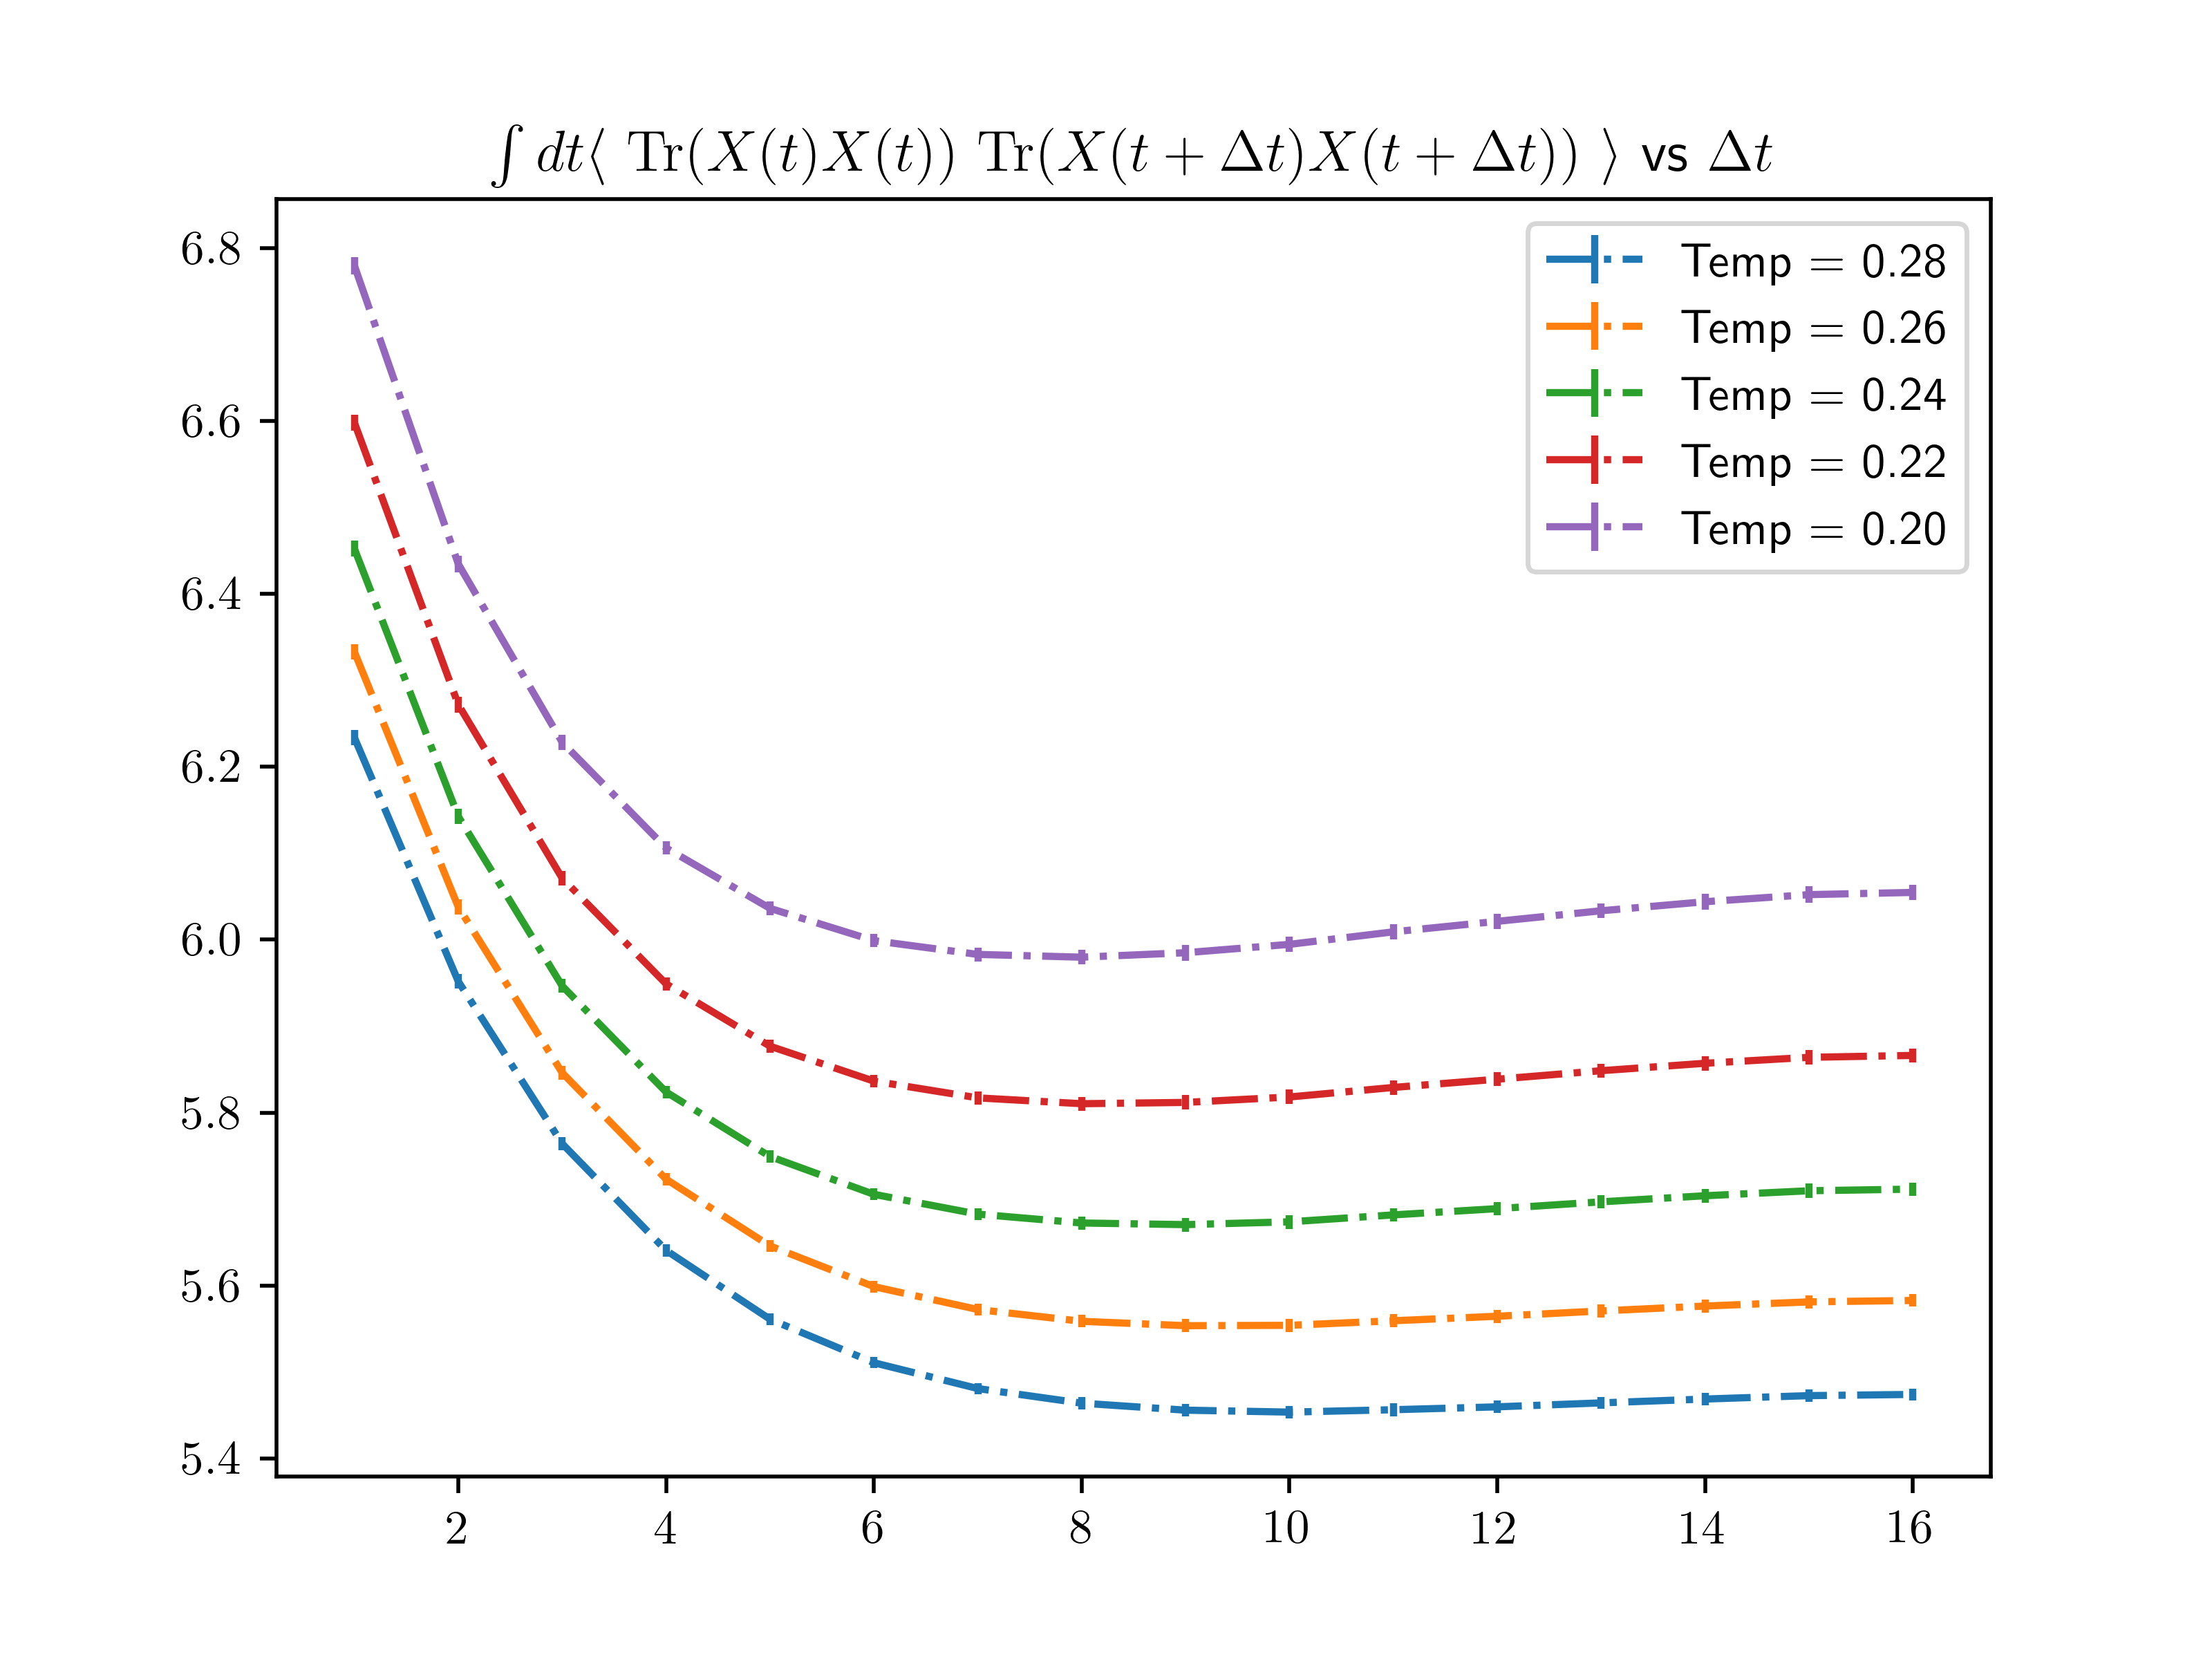 ∫ dt⟨ Tr(X(t)X(t)) Tr(X(t + Δt)X(t + Δt)) ⟩ vs Δt
6.8
6.6
6.4
6.2
6.0
5.8
5.6
5.4
Temp = 0.28
Temp = 0.26
Temp = 0.24
Temp = 0.22
Temp = 0.20
2 4 6 8 10 12 14 16